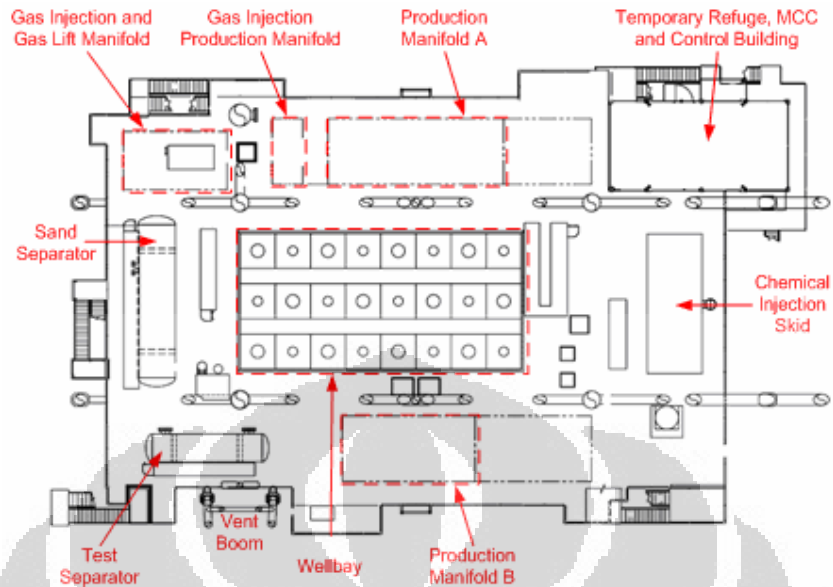 Gas Injection and
Gas Lift Manifold
Gas Injection
Production Manifold
Production
Manifold A
Temporary Refuge, MCC
and Control Building
Sand
Separator
Chemical
Injection
Skid
Test
Separator
Vent
Boom
Wellbay
Production
Manifold B